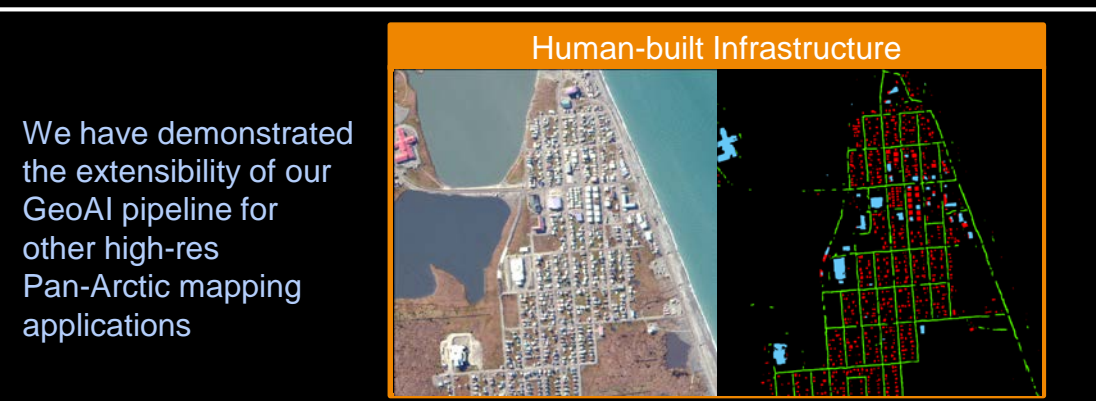 Human-built Infrastructure
We have demonstrated
the extensibility of our
GeoAI pipeline for
other high-res
Pan-Arctic mapping
applications